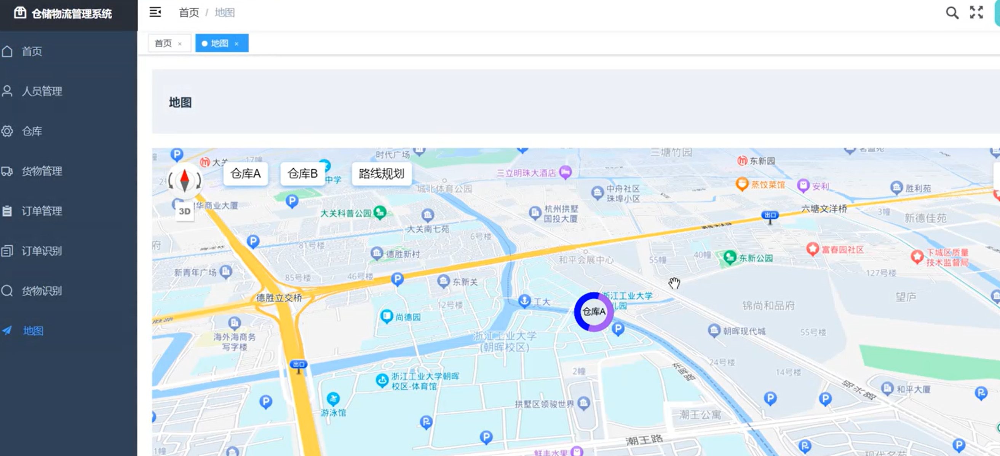 仓储物流管理系统
首页 / 地图
首页 ×
地图 ×
首页
人员管理
仓库
货物管理
订单管理
订单识别
货物识别
地图
地图
仓库A
仓库B
路线规划
3D
大关
17幢
时代广场
三塘竹园
东新园
中学
三立明珠大酒店
城北体育公园
中舟社区
珠埠小区
蒸饺菜馆
安利
胜利苑
华商业大厦
大关科普公园
大关南七苑
杭州拱墅
国投大厦
六塘文洋桥
出口
3幢
新德佳苑
府
81号楼
6号楼
德胜新村
和平会展中心
55幢
40幢
东新公园
富春园社区
下城区质量
技术监督局
新青年广场
85号楼
46号楼
东新关
127号楼
德胜立交桥
12号楼
工大
浙江工业大学
儿园
仓库A
锦尚和品府
望庐
尚德园
海外海商务
写字楼
浙江工业大学
(朝晖校区)
朝晖现代城
55号楼
出口
24号楼
14号楼
2幢
浙江工业大学朝晖
校区-体育馆
东新路
和平大厦
游泳馆
拱墅区领骏世界
潮王公寓
潮王路
1幢
鲜丰水果